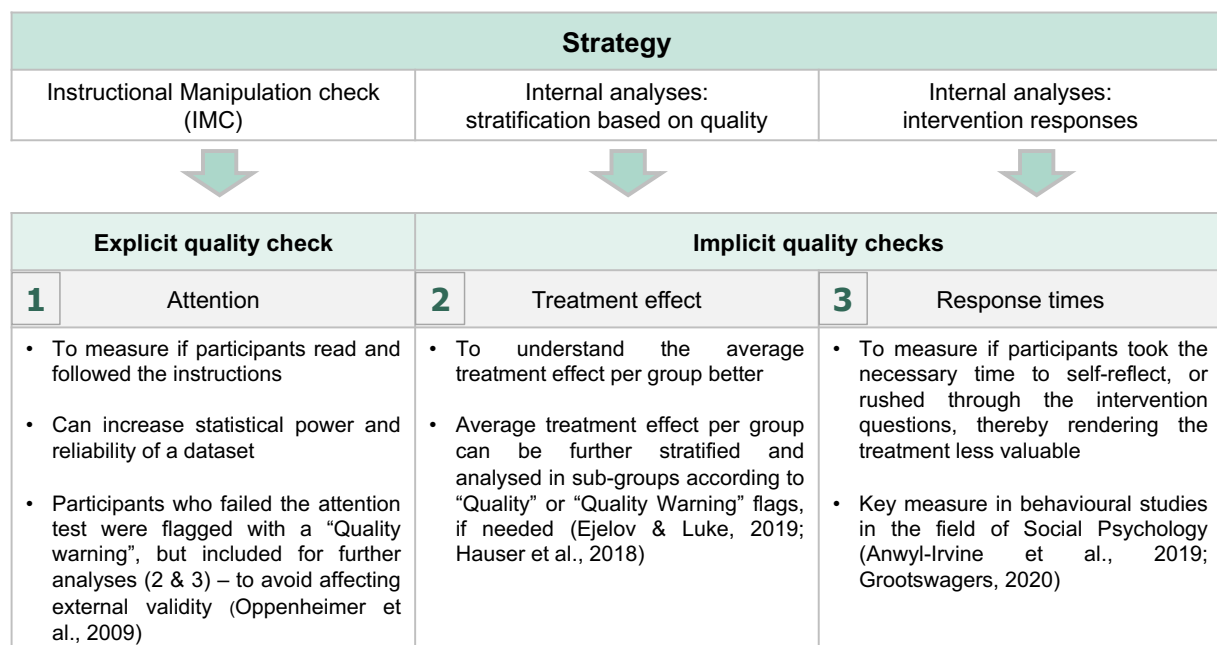 Strategy
Instructional Manipulation check
(IMC)
Internal analyses:
stratification based on quality
Internal analyses:
intervention responses
Explicit quality check
Implicit quality checks
1 Attention
2 Treatment effect
3 Response times
• To measure if participants read and
followed the instructions
• Can increase statistical power and
reliability of a dataset
• Participants who failed the attention
test were flagged with a “Quality
warning”, but included for further
analyses (2 & 3) – to avoid affecting
external validity (Oppenheimer et
al., 2009)
• To understand the average
treatment effect per group better
• Average treatment effect per group
can be further stratified and
analysed in sub-groups according to
“Quality” or “Quality Warning” flags,
if needed (Ejelov & Luke, 2019;
Hauser et al., 2018)
• To measure if participants took the
necessary time to self-reflect, or
rushed through the intervention
questions, thereby rendering the
treatment less valuable
• Key measure in behavioural studies
in the field of Social Psychology
(Anwyl-Irvine et al., 2019;
Grootswagers, 2020)